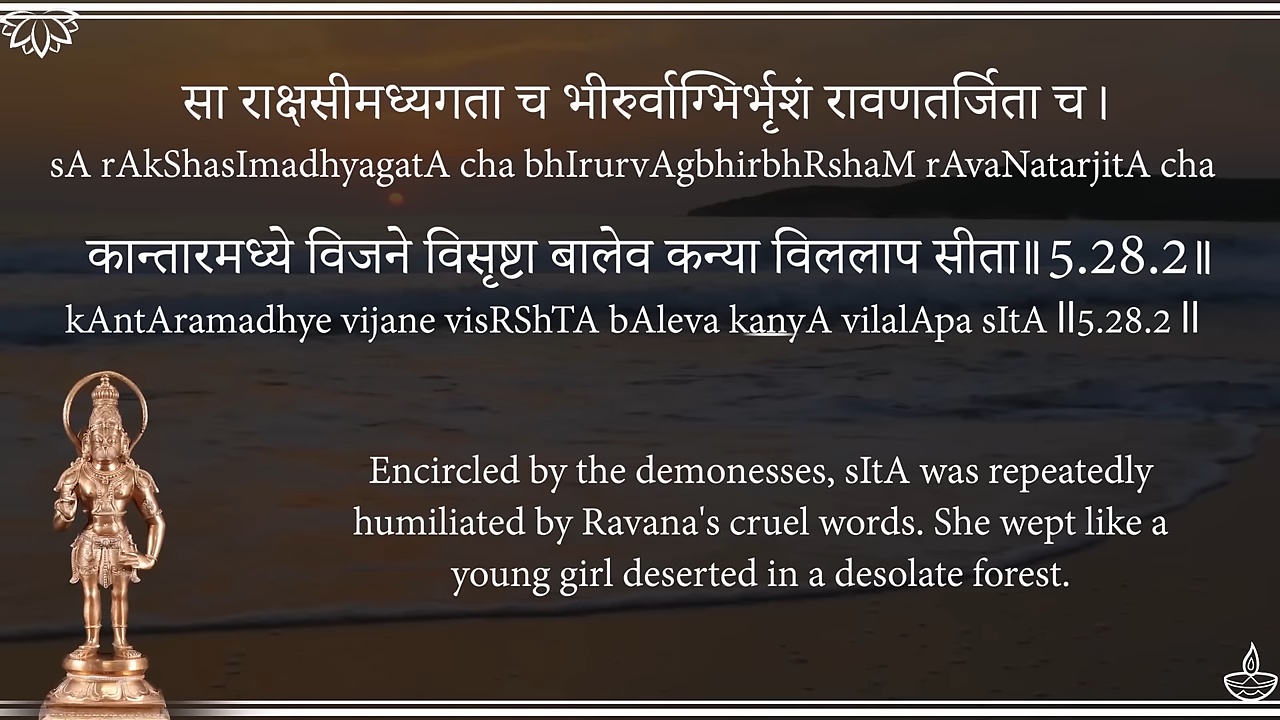 सा राक्षसीमध्यगता च भीरुर्वाग्भिर्भृशं रावणतर्जिता च।
sA rAkShasImadhyagatA cha bhIrurvAgbhirbhRshaM rAvaNatarjitA cha
कान्तारमध्ये विजने विसृष्टा बालेव कन्या विललाप सीता॥5.28.2॥
kAntAramadhye vijane visRShTA bAleva kanyA vilalApa sItA ||5.28.2 ||
Encircled by the demonesses, sItA was repeatedly
humiliated by Ravana's cruel words. She wept like a
young girl deserted in a desolate forest.